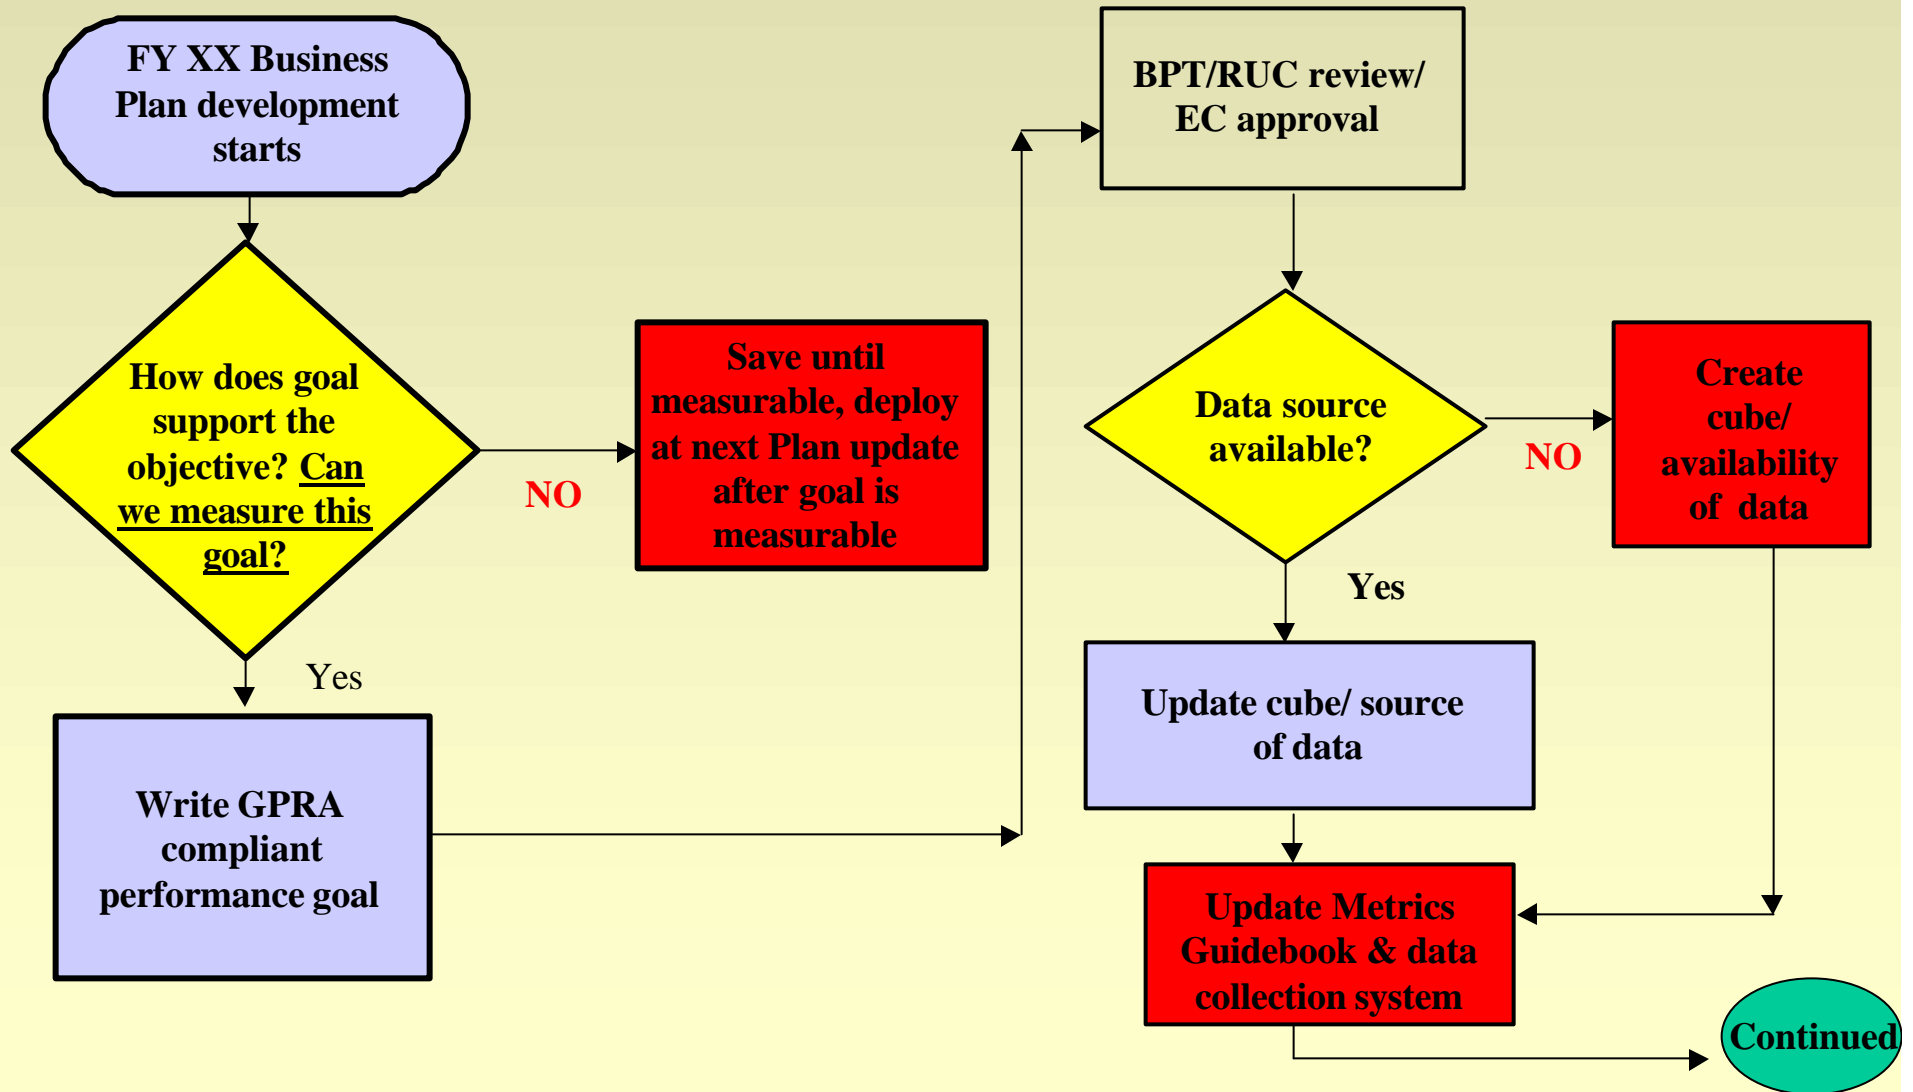 FY XX Business
Plan development
starts
How does goal
support the
objective? Can
we measure this
goal?
NO
Save until
measurable, deploy
at next Plan update
after goal is
measurable
Yes
Write GPRA
compliant
performance goal
BPT/RUC review/
EC approval
Data source
available?
NO
Create
cube/
availability
of data
Yes
Update cube/ source
of data
Update Metrics
Guidebook & data
collection system
Continued